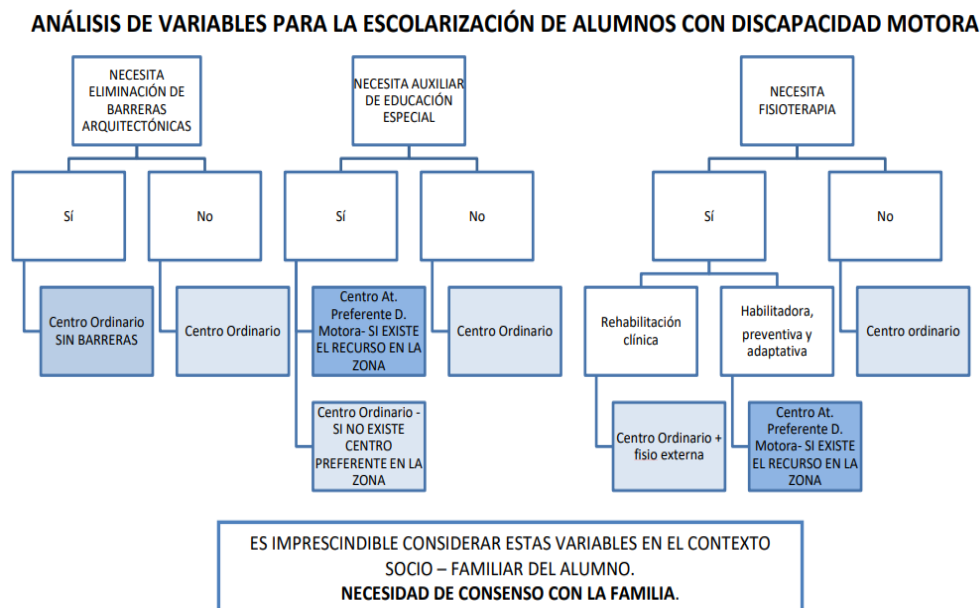 ANÁLISIS DE VARIABLES PARA LA ESCOLARIZACIÓN DE ALUMNOS CON DISCAPACIDAD MOTORA
NECESITA
ELIMINACIÓN DE
BARRERAS
ARQUITECTÓNICAS
Sí
No
Centro Ordinario
SIN BARRERAS
Centro Ordinario
NECESITA AUXILIAR
DE EDUCACIÓN
ESPECIAL
Sí
No
Centro At.
Preferente D.
Motora- SI EXISTE
EL RECURSO EN LA
ZONA
Centro Ordinario
Centro Ordinario -
SI NO EXISTE
CENTRO
PREFERENTE EN LA
ZONA
NECESITA
FISIOTERAPIA
Sí
No
Rehabilitación
clínica
Habilitadora,
preventiva y
adaptativa
Centro ordinario
Centro Ordinario +
fisio externa
Centro At.
Preferente D.
Motora- SI EXISTE
EL RECURSO EN LA
ZONA
ES IMPRESCINDIBLE CONSIDERAR ESTAS VARIABLES EN EL CONTEXTO
SOCIO – FAMILIAR DEL ALUMNO.
NECESIDAD DE CONSENSO CON LA FAMILIA.